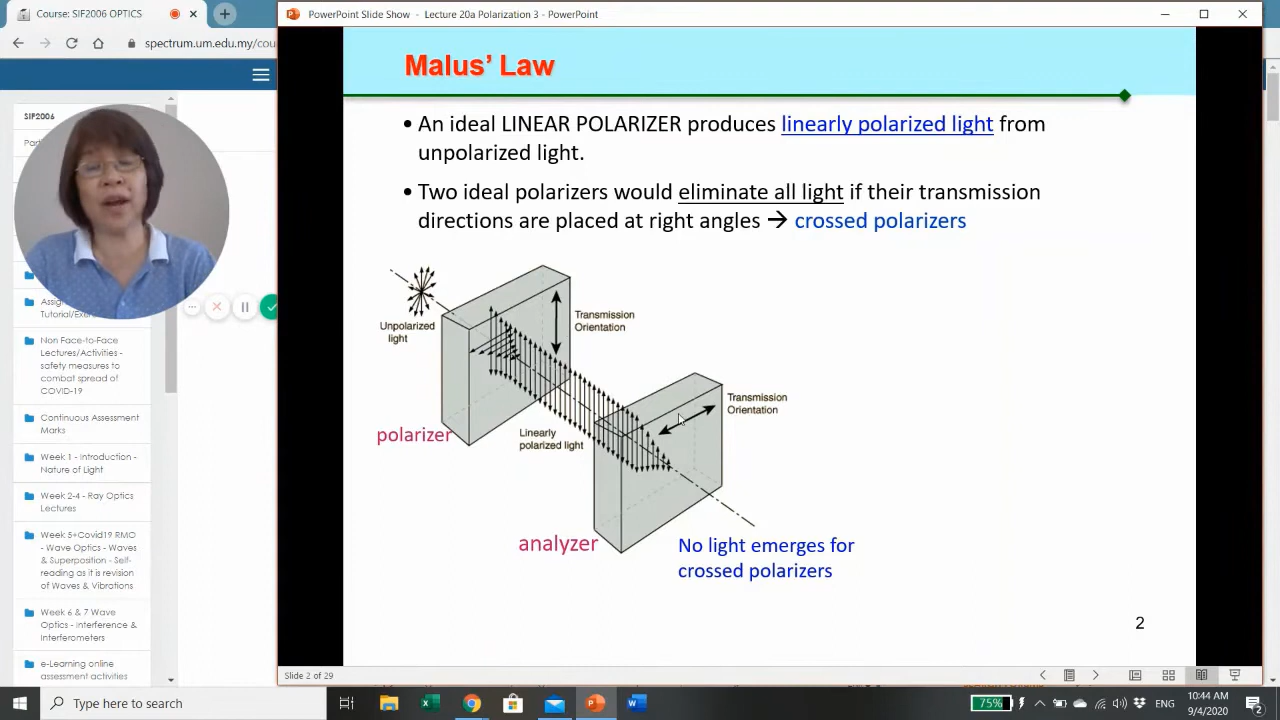 Course: SIF2006 OPTICS
PowerPoint Slide Show - Lecture 20a Polarization 3 - PowerPoint
spectrum.um.edu.my/cou
SIF2006
Part
Assig
Tutorial/Exer
Non Face-to-Face
Lectures/Activities -
safety measures to
combat spread of
COVID-19
Continuous Assessment
Marks
Week 1 - Introduction -
Nature of Light
Week 2-4 - Ray Optics
Lectures
Week 5+Covid19 RMO
- Wave Optics - Waves
& Superposition - Self-
reading as it is revision
of Waves & Vibrations
Week 6 & 7 Wave
Optics - interference &
Interferometers
e-Learning online
assessment activities
Malus' Law
• An ideal LINEAR POLARIZER produces linearly polarized light from
unpolarized light.
• Two ideal polarizers would eliminate all light if their transmission
directions are placed at right angles → crossed polarizers
Unpolarized
light
Transmission
Orientation
polarizer
Linearly
polarized light
Transmission
Orientation
analyzer
No light emerges for
crossed polarizers
2
Slide 2 of 29
Type here to search
75%
ENG
10:44 AM
9/4/2020
2